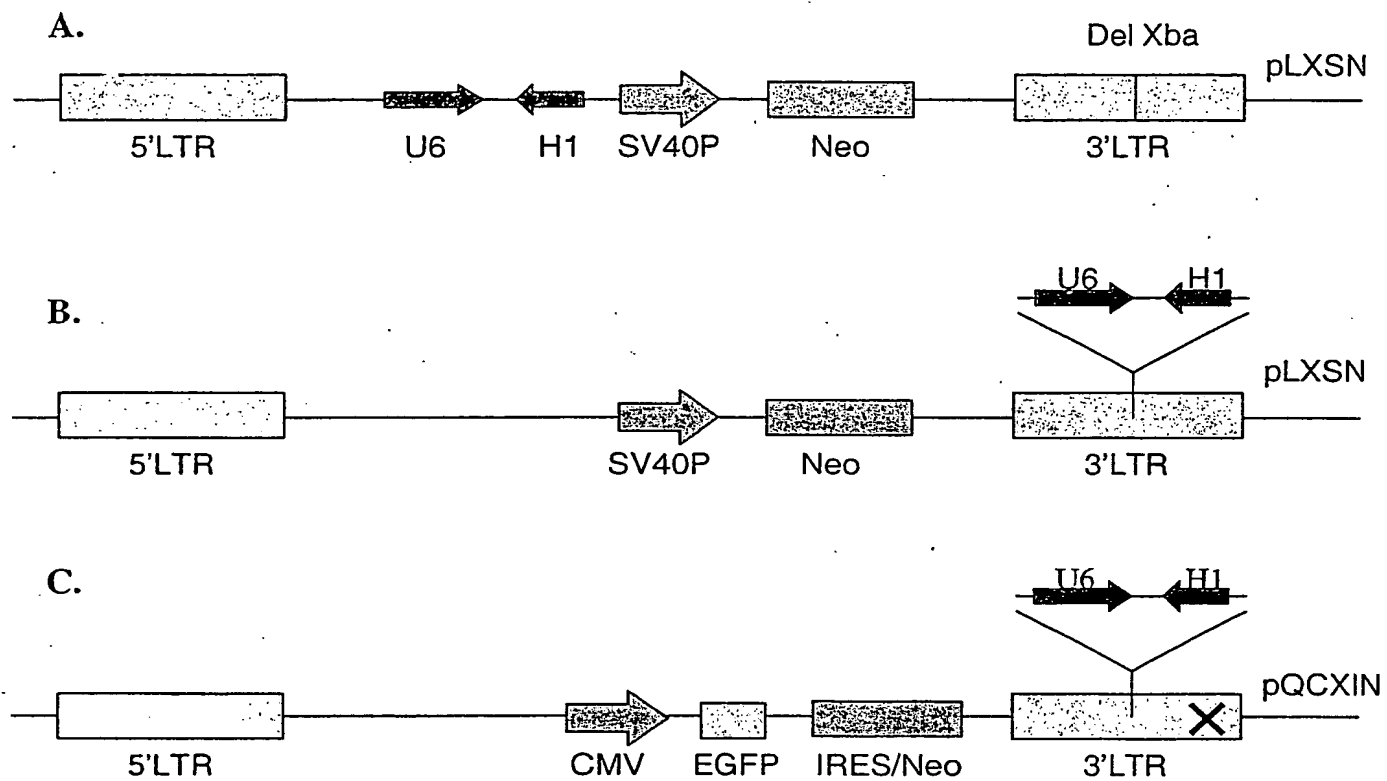 A.
Del Xba
pLXSN
5'LTR U6 H1 SV40P Neo 3'LTR
U6 H1
B.
pLXSN
5'LTR SV40P Neo 3'LTR
C.
U6 H1
pQCXIN
5'LTR CMV EGFP IRES/Neo 3'LTR